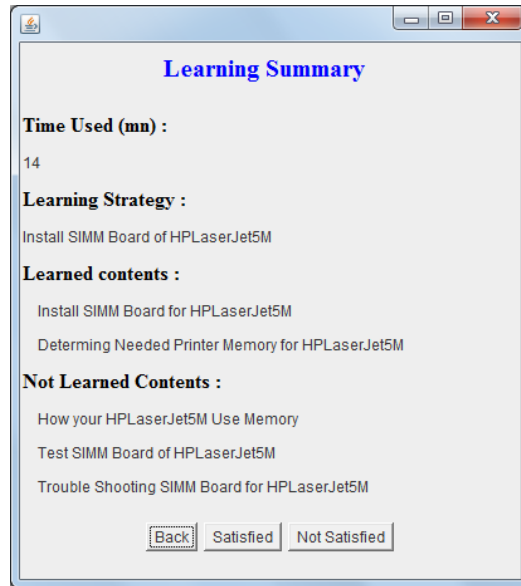 Learning Summary
Time Used (mn) :
14
Learning Strategy :
Install SIMM Board of HPLaserJet5M
Learned contents :
Install SIMM Board for HPLaserJet5M
Determing Needed Printer Memory for HPLaserJet5M
Not Learned Contents :
How your HPLaserJet5M Use Memory
Test SIMM Board of HPLaserJet5M
Trouble Shooting SIMM Board for HPLaserJet5M
Back Satisfied Not Satisfied